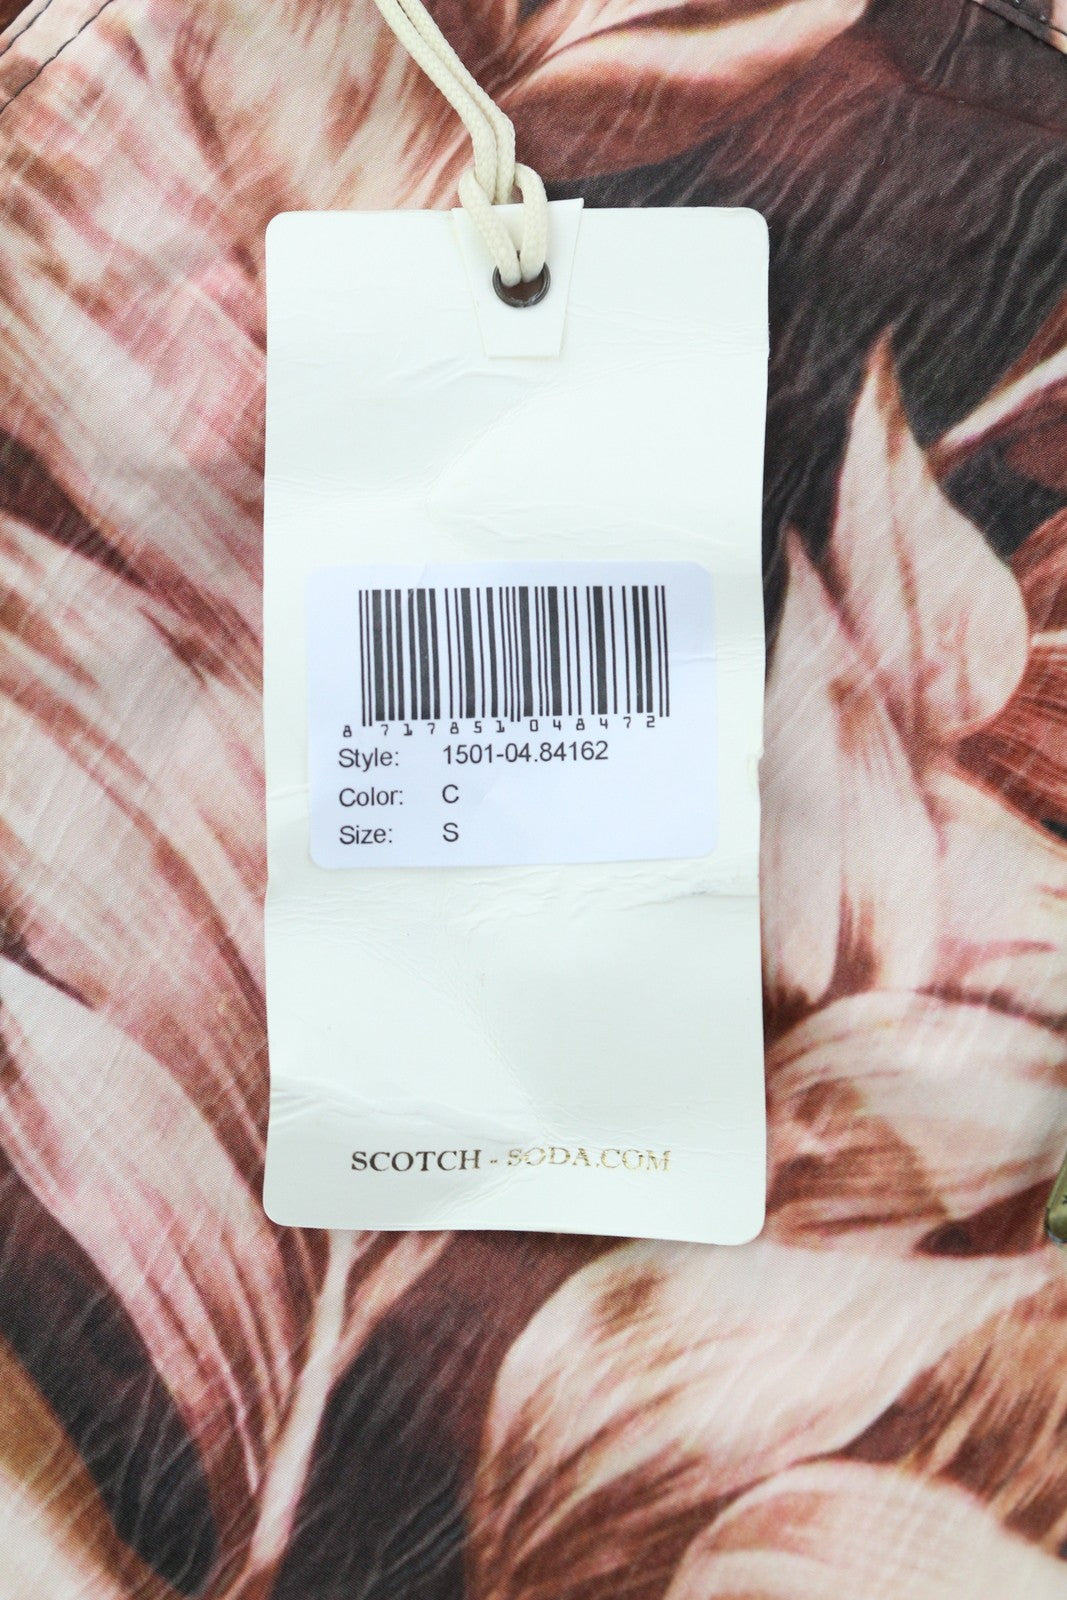 8 717851 048472
Style: 1501-04.84162
Color: C
Size: S
SCOTCH - SODA.COM